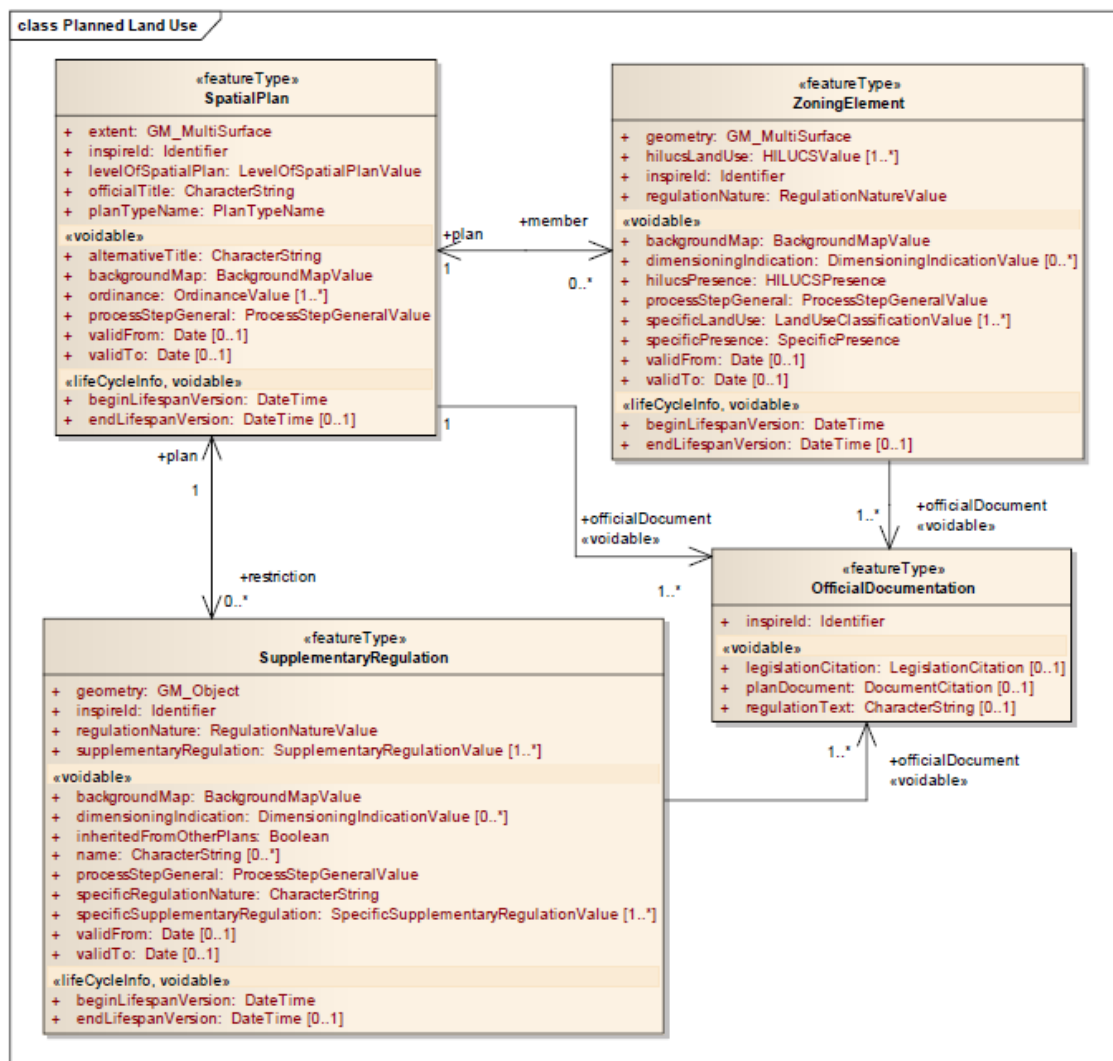 class Planned Land Use
«featureType»
SpatialPlan
+ extent: GM_MultiSurface
+ inspireId: Identifier
+ levelOfSpatialPlan: LevelOfSpatialPlanValue
+ officialTitle: CharacterString
+ planTypeName: PlanTypeName
«voidable»
+ alternativeTitle: CharacterString
+ backgroundMap: BackgroundMapValue
+ ordinance: OrdinanceValue [1..*]
+ processStepGeneral: ProcessStepGeneralValue
+ validFrom: Date [0..1]
+ validTo: Date [0..1]
«lifeCycleInfo, voidable»
+ beginLifespanVersion: DateTime
+ endLifespanVersion: DateTime [0..1]
«featureType»
ZoningElement
+ geometry: GM_MultiSurface
+ hilucsLandUse: HILUCSValue [1..*]
+ inspireId: Identifier
+ regulationNature: RegulationNatureValue
«voidable»
+ backgroundMap: BackgroundMapValue
+ dimensioningIndication: DimensioningIndicationValue [0..*]
+ hilucsPresence: HILUCSPresence
+ processStepGeneral: ProcessStepGeneralValue
+ specificLandUse: LandUseClassificationValue [1..*]
+ specificPresence: SpecificPresence
+ validFrom: Date [0..1]
+ validTo: Date [0..1]
«lifeCycleInfo, voidable»
+ beginLifespanVersion: DateTime
+ endLifespanVersion: DateTime [0..1]
+member
+plan
1
0..*
1
+plan
1
+restriction
0..*
+officialDocument
«voidable»
1..*
+officialDocument
«voidable»
1..*
«featureType»
OfficialDocumentation
+ inspireId: Identifier
«voidable»
+ legislationCitation: LegislationCitation [0..1]
+ planDocument: DocumentCitation [0..1]
+ regulationText: CharacterString [0..1]
1..*
+officialDocument
«voidable»
«featureType»
SupplementaryRegulation
+ geometry: GM_Object
+ inspireId: Identifier
+ regulationNature: RegulationNatureValue
+ supplementaryRegulation: SupplementaryRegulationValue [1..*]
«voidable»
+ backgroundMap: BackgroundMapValue
+ dimensioningIndication: DimensioningIndicationValue [0..*]
+ inheritedFromOtherPlans: Boolean
+ name: CharacterString [0..*]
+ processStepGeneral: ProcessStepGeneralValue
+ specificRegulationNature: CharacterString
+ specificSupplementaryRegulation: SpecificSupplementaryRegulationValue [1..*]
+ validFrom: Date [0..1]
+ validTo: Date [0..1]
«lifeCycleInfo, voidable»
+ beginLifespanVersion: DateTime
+ endLifespanVersion: DateTime [0..1]